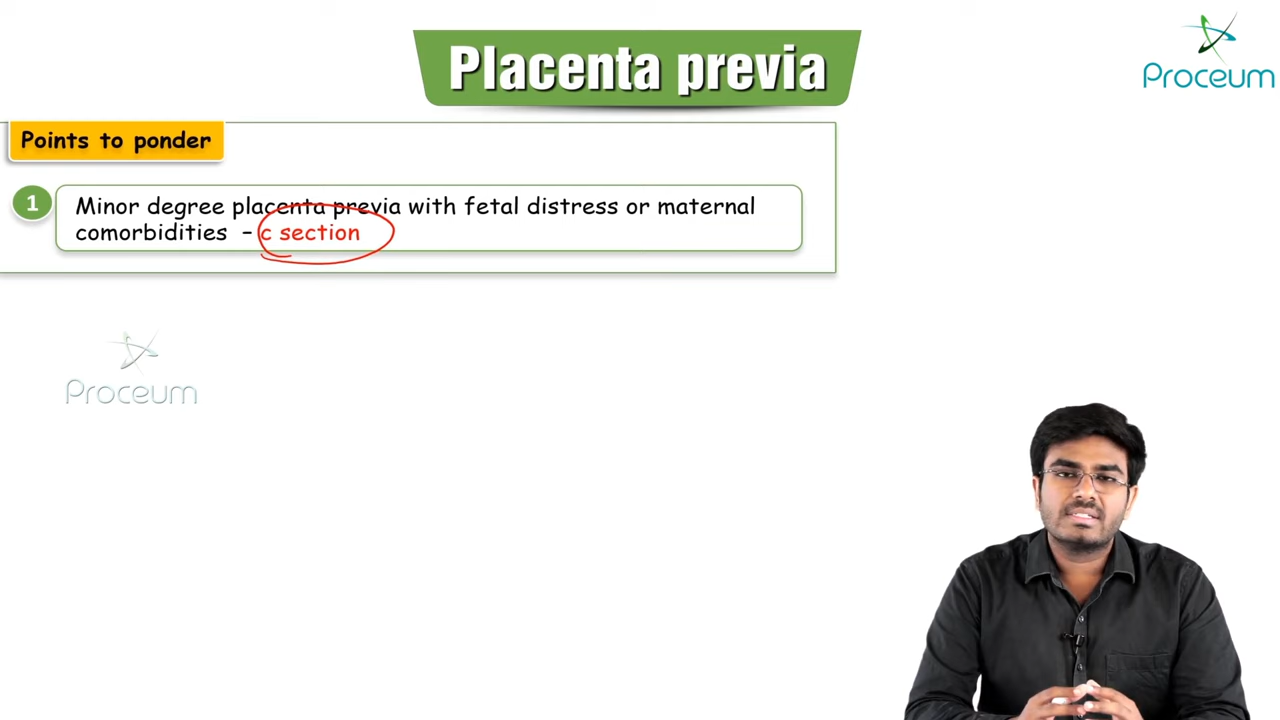 Placenta previa
Proceum
Points to ponder
1
Minor degree placenta previa with fetal distress or maternal
comorbidities – c section
Proceum